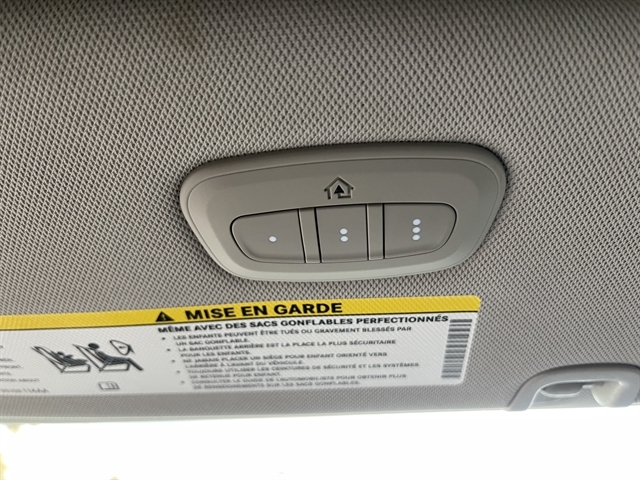 MISE EN GARDE
MÊME AVEC DES SACS GONFLABLES PERFECTIONNÉS
• LES ENFANTS PEUVENT ÊTRE TUÉS OU GRAVEMENT BLESSÉS PAR
UN SAC GONFLABLE.
• LA BANQUETTE ARRIÈRE EST LA PLACE LA PLUS SÉCURITAIRE
POUR LES ENFANTS.
• NE JAMAIS PLACER UN SIÈGE POUR ENFANT ORIENTÉ VERS
L'ARRIÈRE À L'AVANT DU VÉHICULE.
• TOUJOURS UTILISER LES CEINTURES DE SÉCURITÉ ET LES SYSTÈMES
DE RETENUE POUR ENFANT.
• CONSULTER LE GUIDE DE L'AUTOMOBILISTE POUR OBTENIR PLUS
DE RENSEIGNEMENTS SUR LES SACS GONFLABLES.
ABOUT